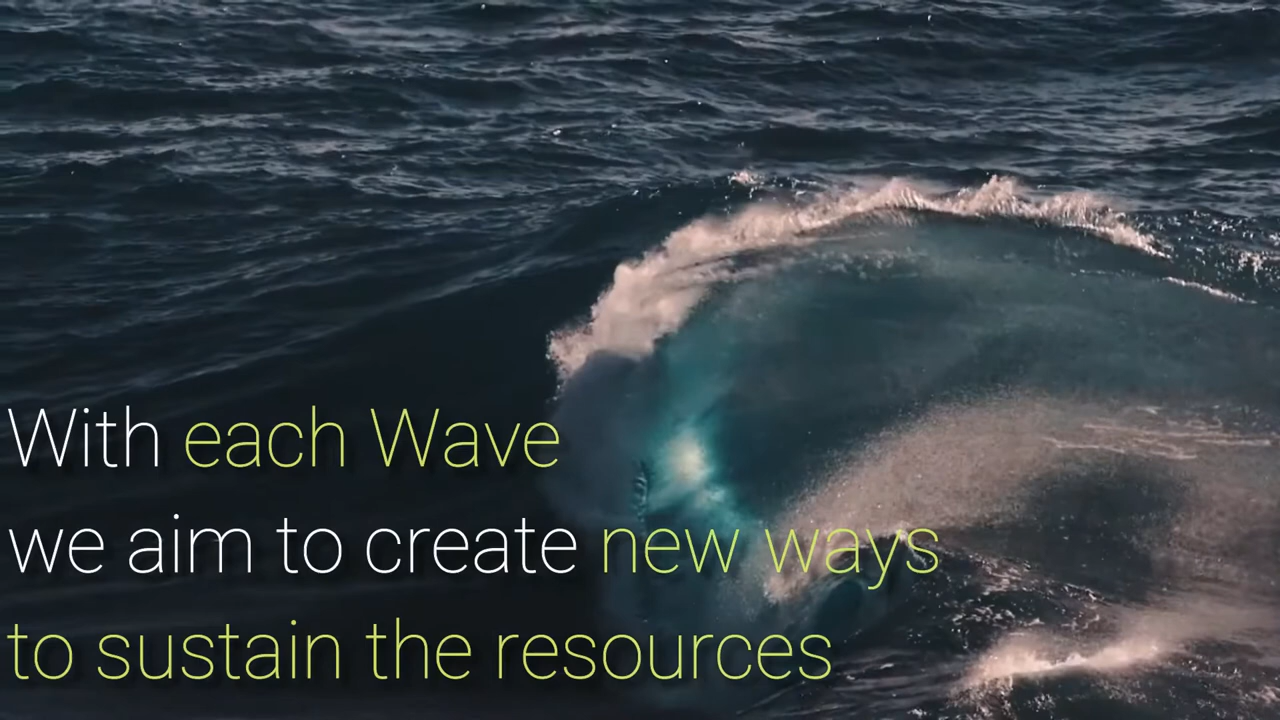 With each Wave
we aim to create new ways
to sustain the resources